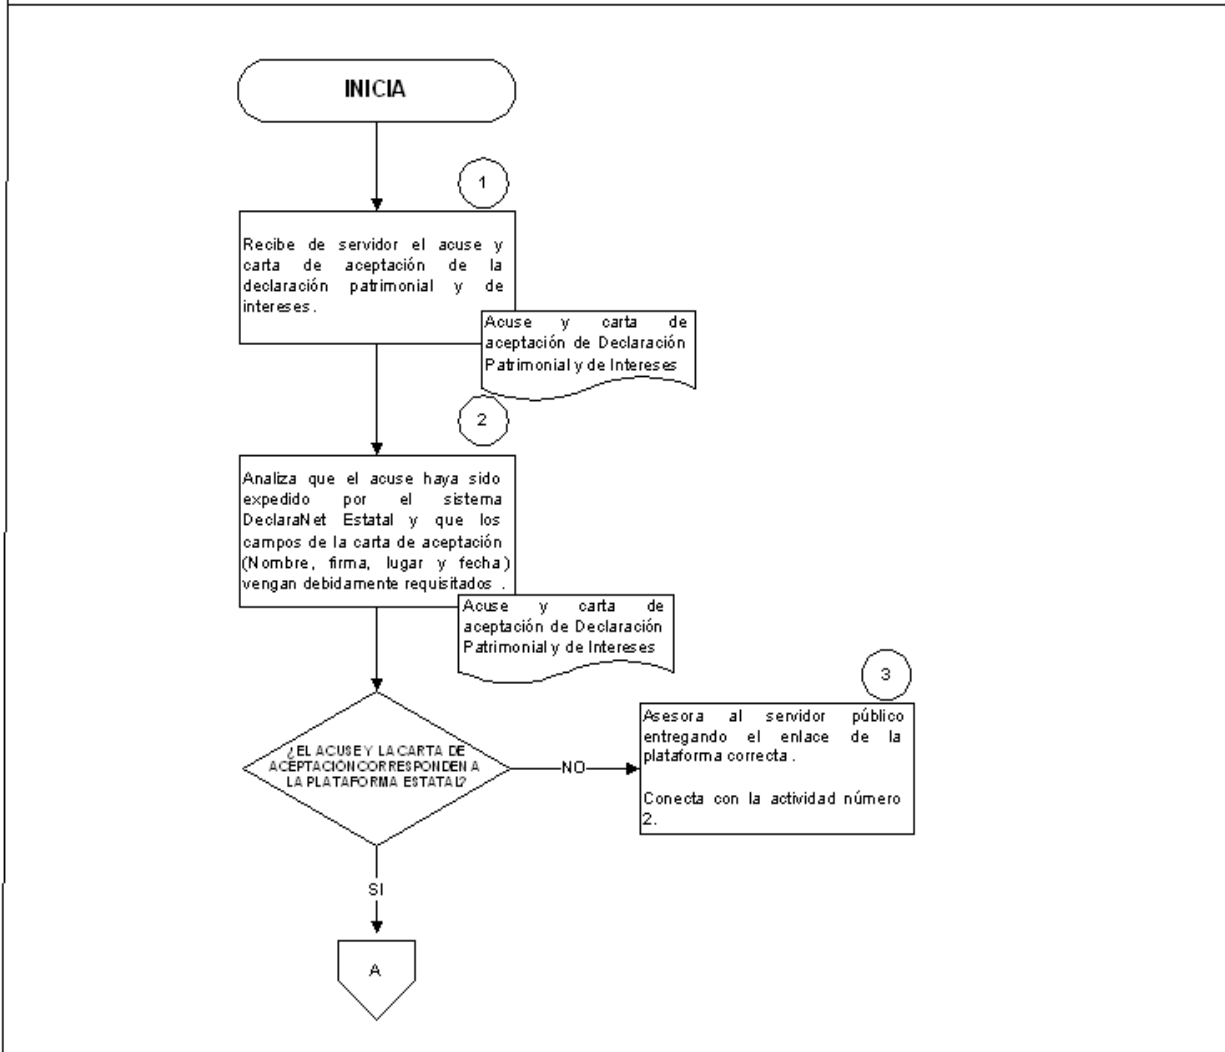 INICIA
1
Recibe de servidor el acuse y
carta de aceptación de la
declaración patrimonial y de
intereses.
Acuse y carta de
aceptación de Declaración
Patrimonial y de Intereses
2
Analiza que el acuse haya sido
expedido por el sistema
DeclaraNet Estatal y que los
campos de la carta de aceptación
(Nombre, firma, lugar y fecha)
vengan debidamente requisitados.
Acuse y carta de
aceptación de Declaración
Patrimonial y de Intereses
¿EL ACUSE Y LA CARTA DE
ACEPTACIÓN CORRESPONDEN A
LA PLATAFORMA ESTATAL?
NO
3
Asesora al servidor público
entregando el enlace de la
plataforma correcta.
Conecta con la actividad número
2.
SI
A